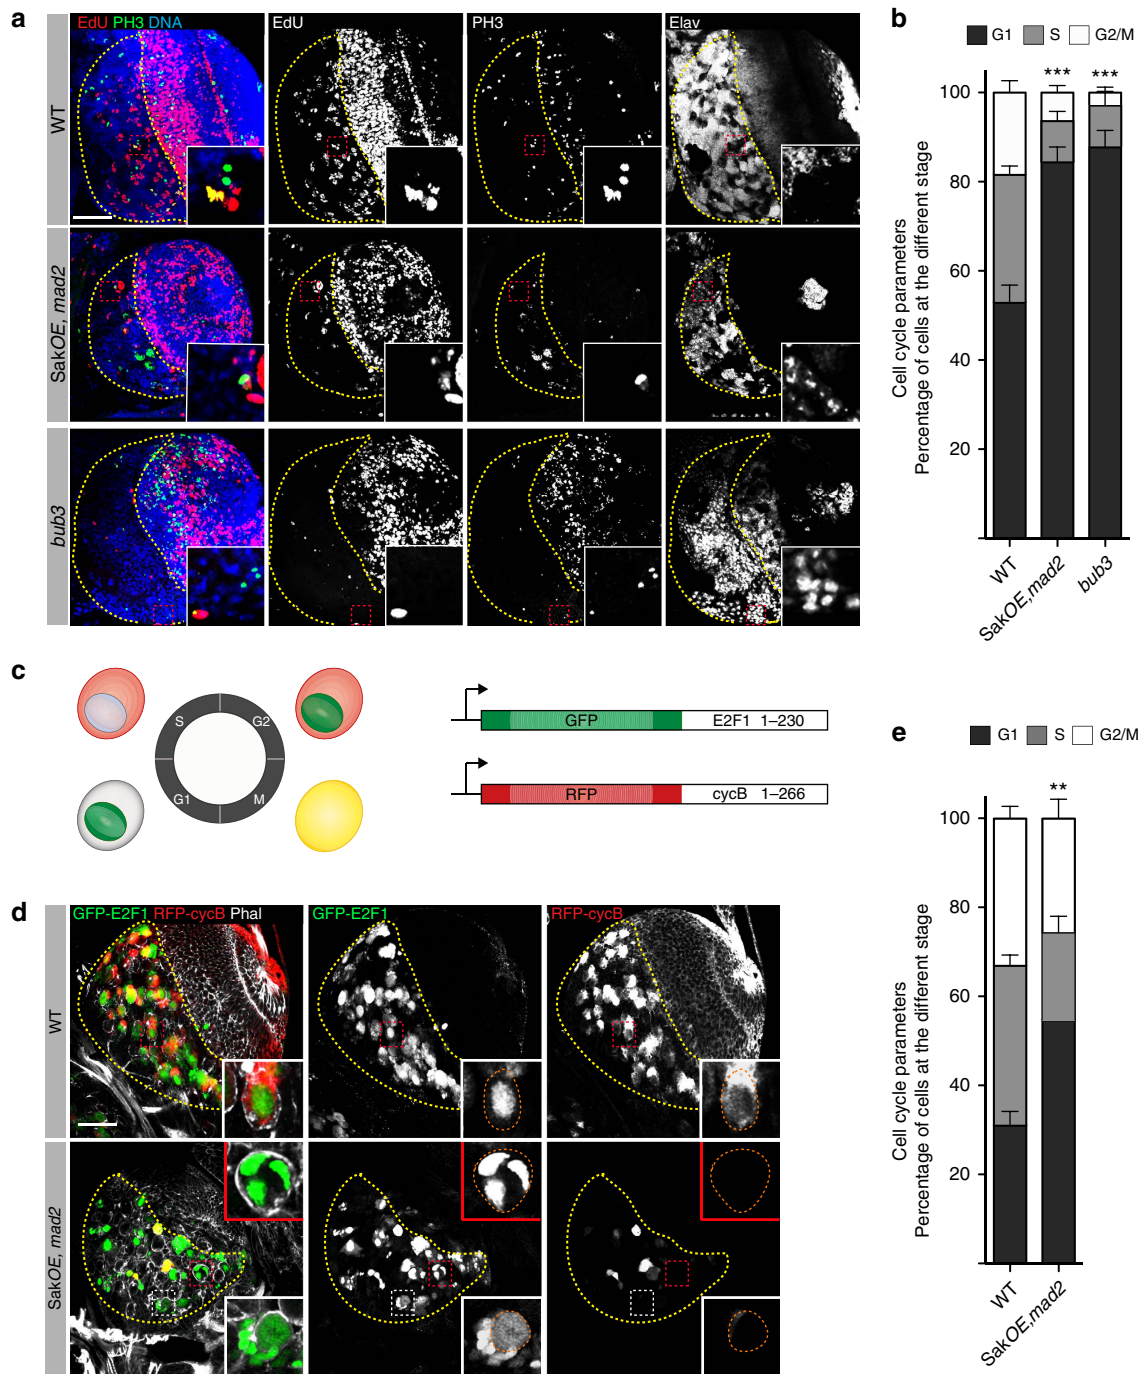 a
EdU PH3 DNA
EdU
PH3
Elav
WT
SakOE, mad2
bub3
b
G1 S G2/M
Cell cycle parameters
Percentage of cells at the different stage
100
80
60
40
20
***
***
WT
SakOE,mad2
bub3
c
S
G2
G1
M
GFP
E2F1 1–230
RFP
cycB 1–266
d
GFP-E2F1 RFP-cycB Phal
GFP-E2F1
RFP-cycB
WT
SakOE, mad2
e
G1 S G2/M
Cell cycle parameters
Percentage of cells at the different stage
100
80
60
40
20
**
WT
SakOE,mad2